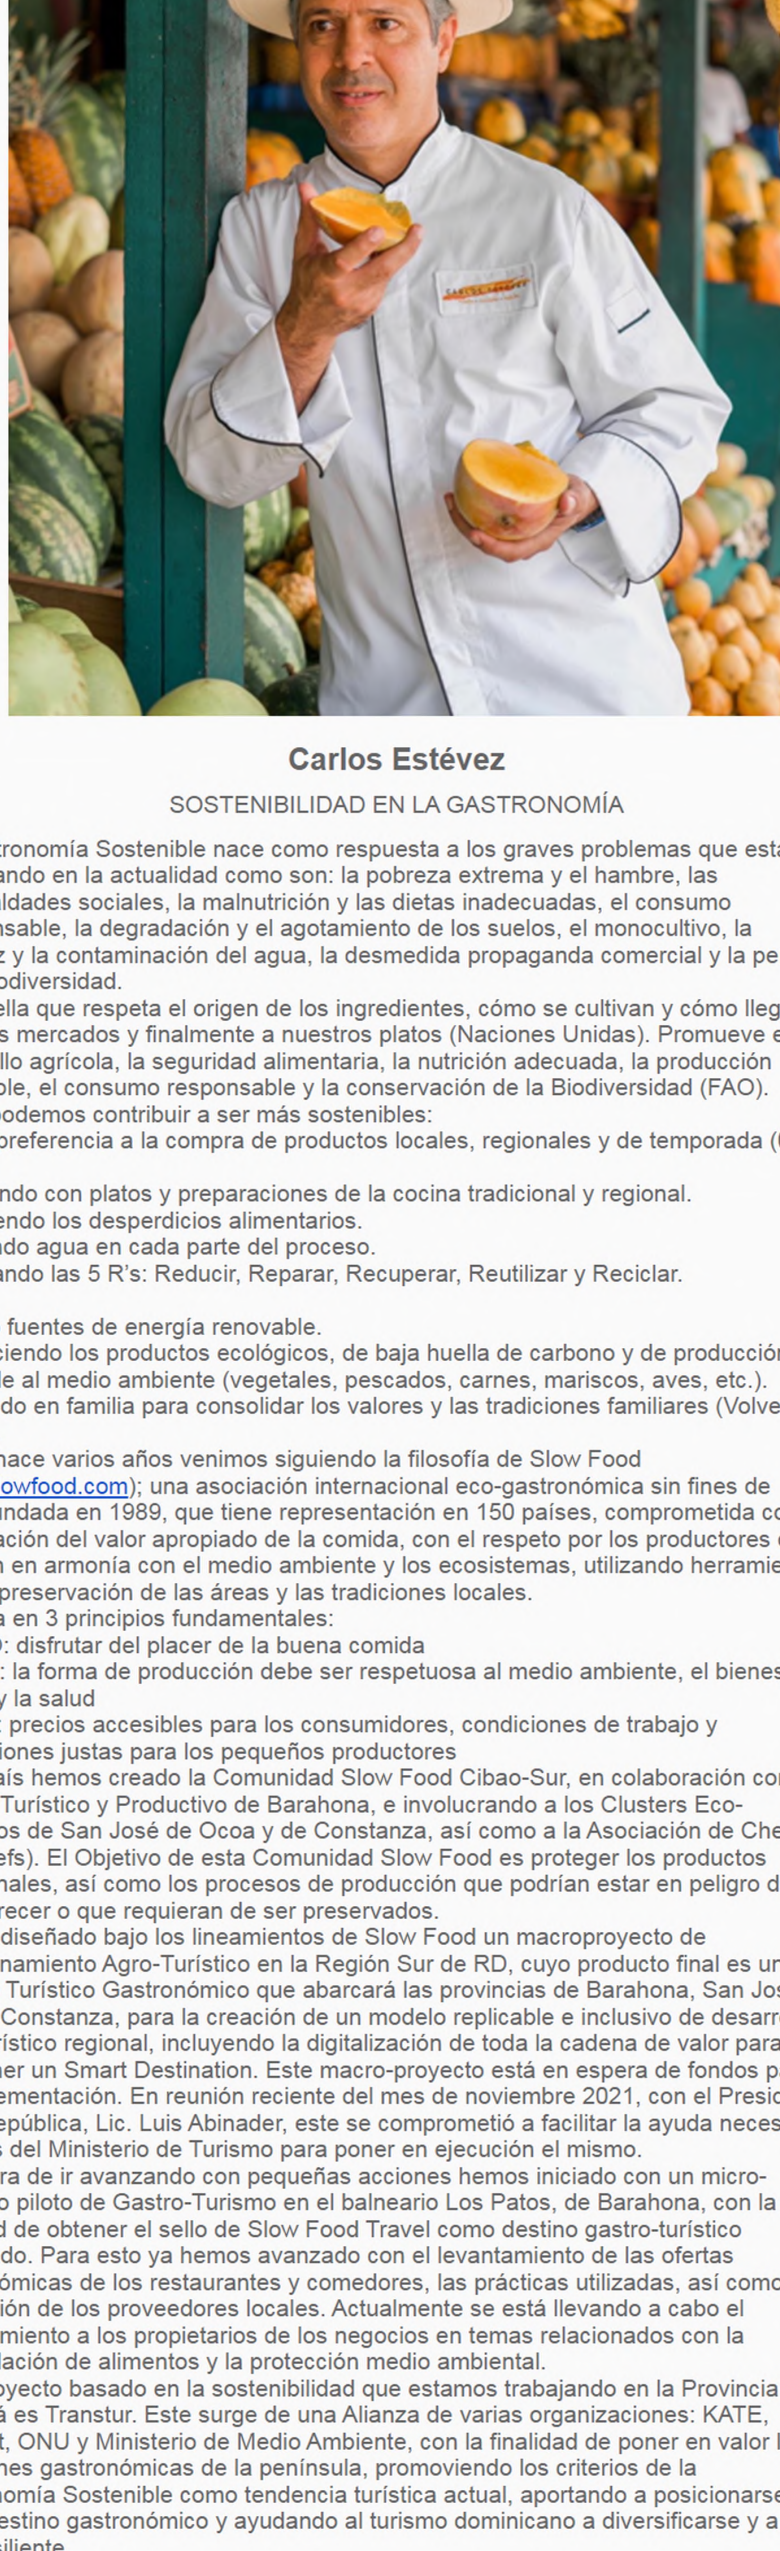 Carlos Estévez
SOSTENIBILIDAD EN LA GASTRONOMÍA
tronomía Sostenible nace como respuesta a los graves problemas que esta
ando en la actualidad como son: la pobreza extrema y el hambre, las
aldades sociales, la malnutrición y las dietas inadecuadas, el consumo
nsable, la degradación y el agotamiento de los suelos, el monocultivo, la
z y la contaminación del agua, la desmedida propaganda comercial y la pe
odiversidad.
ella que respeta el origen de los ingredientes, cómo se cultivan y cómo lleg
s mercados y finalmente a nuestros platos (Naciones Unidas). Promueve e
llo agrícola, la seguridad alimentaria, la nutrición adecuada, la producción
ble, el consumo responsable y la conservación de la Biodiversidad (FAO).
podemos contribuir a ser más sostenibles:
preferencia a la compra de productos locales, regionales y de temporada (
ndo con platos y preparaciones de la cocina tradicional y regional.
endo los desperdicios alimentarios.
ndo agua en cada parte del proceso.
ando las 5 R’s: Reducir, Reparar, Recuperar, Reutilizar y Reciclar.
fuentes de energía renovable.
ciendo los productos ecológicos, de baja huella de carbono y de producción
le al medio ambiente (vegetales, pescados, carnes, mariscos, aves, etc.).
do en familia para consolidar los valores y las tradiciones familiares (Volve
hace varios años venimos siguiendo la filosofía de Slow Food
owfood.com); una asociación internacional eco-gastronómica sin fines de
undada en 1989, que tiene representación en 150 países, comprometida co
ación del valor apropiado de la comida, con el respeto por los productores
n en armonía con el medio ambiente y los ecosistemas, utilizando herramie
preservación de las áreas y las tradiciones locales.
a en 3 principios fundamentales:
: disfrutar del placer de la buena comida
: la forma de producción debe ser respetuosa al medio ambiente, el bienes
y la salud
: precios accesibles para los consumidores, condiciones de trabajo y
iones justas para los pequeños productores
aís hemos creado la Comunidad Slow Food Cibao-Sur, en colaboración con
Turístico y Productivo de Barahona, e involucrando a los Clusters Eco-
os de San José de Ocoa y de Constanza, así como a la Asociación de Che
efs). El Objetivo de esta Comunidad Slow Food es proteger los productos
nales, así como los procesos de producción que podrían estar en peligro d
recer o que requieran de ser preservados.
diseñado bajo los lineamientos de Slow Food un macroproyecto de
namiento Agro-Turístico en la Región Sur de RD, cuyo producto final es un
Turístico Gastronómico que abarcará las provincias de Barahona, San Jos
Constanza, para la creación de un modelo replicable e inclusivo de desarr
rístico regional, incluyendo la digitalización de toda la cadena de valor para
ner un Smart Destination. Este macro-proyecto está en espera de fondos pa
ementación. En reunión reciente del mes de noviembre 2021, con el Presid
epública, Lic. Luis Abinader, este se comprometió a facilitar la ayuda neces
s del Ministerio de Turismo para poner en ejecución el mismo.
ra de ir avanzando con pequeñas acciones hemos iniciado con un micro-
o piloto de Gastro-Turismo en el balneario Los Patos, de Barahona, con la
d de obtener el sello de Slow Food Travel como destino gastro-turístico
do. Para esto ya hemos avanzado con el levantamiento de las ofertas
ómicas de los restaurantes y comedores, las prácticas utilizadas, así como
ión de los proveedores locales. Actualmente se está llevando a cabo el
miento a los propietarios de los negocios en temas relacionados con la
lación de alimentos y la protección medio ambiental.
oyecto basado en la sostenibilidad que estamos trabajando en la Provincia
á es Transtur. Este surge de una Alianza de varias organizaciones: KATE,
t, ONU y Ministerio de Medio Ambiente, con la finalidad de poner en valor l
nes gastronómicas de la península, promoviendo los criterios de la
nomía Sostenible como tendencia turística actual, aportando a posicionarse
estino gastronómico y ayudando al turismo dominicano a diversificarse y a
siliente